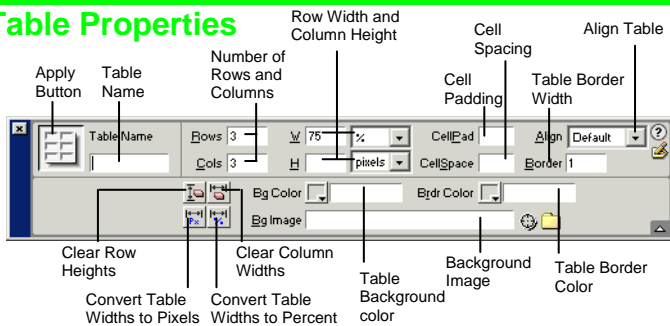 Table Properties
Row Width and
Column Height
Cell
Spacing
Align Table
Number of
Rows and
Columns
Apply
Button
Table
Name
Cell
Padding
Table Border
Width
Table Name
Rows 3
W 75 %
CellPad
Align Default
Cols 3
H pixels
CellSpace
Border 1
Bg Color
Brdr Color
Px %
Bg Image
Clear Row
Heights
Clear Column
Widths
Convert Table
Widths to Pixels
Convert Table
Widths to Percent
Table
Background
color
Background
Image
Table Border
Color